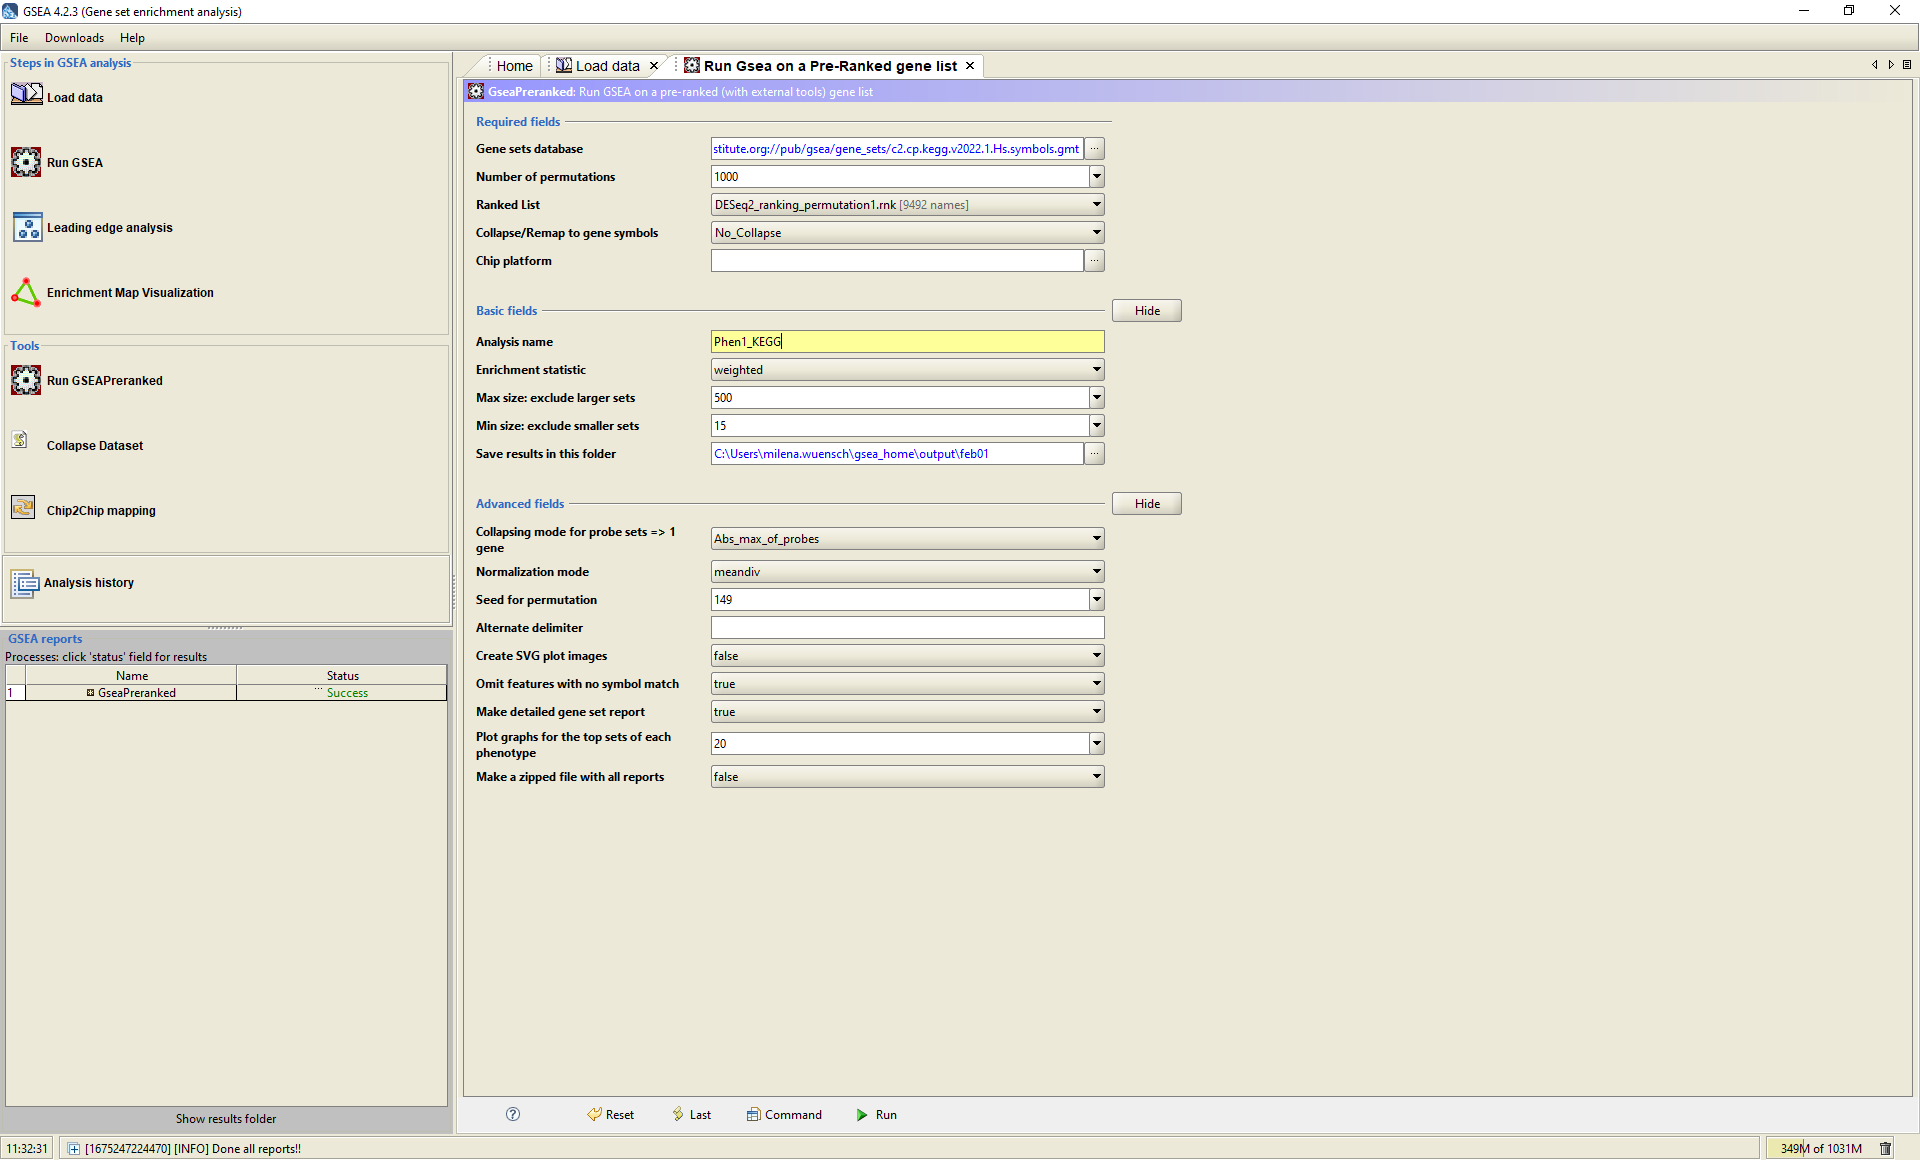 GSEA 4.2.3 (Gene set enrichment analysis)
File Downloads Help
Steps in GSEA analysis
Load data
Run GSEA
Leading edge analysis
Enrichment Map Visualization
Tools
Run GSEAPreranked
Collapse Dataset
Chip2Chip mapping
Analysis history
GSEA reports
Processes: click 'status' field for results
Name Status
1 GseaPreranked ... Success
Show results folder
Home Load data Run Gsea on a Pre-Ranked gene list
GseaPreranked: Run GSEA on a pre-ranked (with external tools) gene list
Required fields
Gene sets database stitute.org://pub/gsea/gene_sets/c2.cp.kegg.v2022.1.Hs.symbols.gmt ...
Number of permutations 1000
Ranked List DESeq2_ranking_permutation1.rnk [9492 names]
Collapse/Remap to gene symbols No_Collapse
Chip platform ...
Basic fields Hide
Analysis name Phen1_KEGG
Enrichment statistic weighted
Max size: exclude larger sets 500
Min size: exclude smaller sets 15
Save results in this folder C:\Users\milena.wuensch\gsea_home\output\feb01 ...
Advanced fields Hide
Collapsing mode for probe sets => 1
gene Abs_max_of_probes
Normalization mode meandiv
Seed for permutation 149
Alternate delimiter
Create SVG plot images false
Omit features with no symbol match true
Make detailed gene set report true
Plot graphs for the top sets of each
phenotype 20
Make a zipped file with all reports false
? Reset Last Command Run
11:32:31 [1675247224470] [INFO] Done all reports!! 349M of 1031M